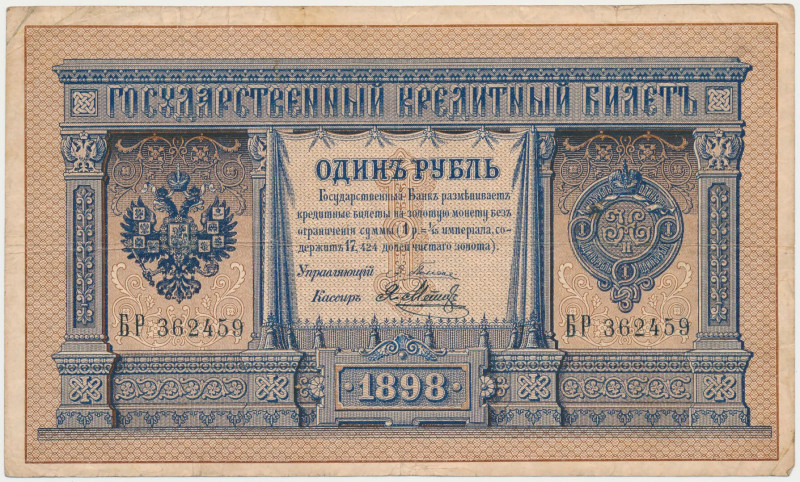 ГОСУДАРСТВЕННЫЙ КРЕДИТНЫЙ БИЛЕТЪ
ОДИНЪ РУБЛЬ
Государственный Банкъ размѣниваетъ
кредитные билеты на золотую монету безъ
ограниченія суммы (1 р. = 1/15 имперіала, со-
держитъ 17,424 долей чистаго золота).
Управляющій
Кассиръ
БР 362459
БР 362459
1898